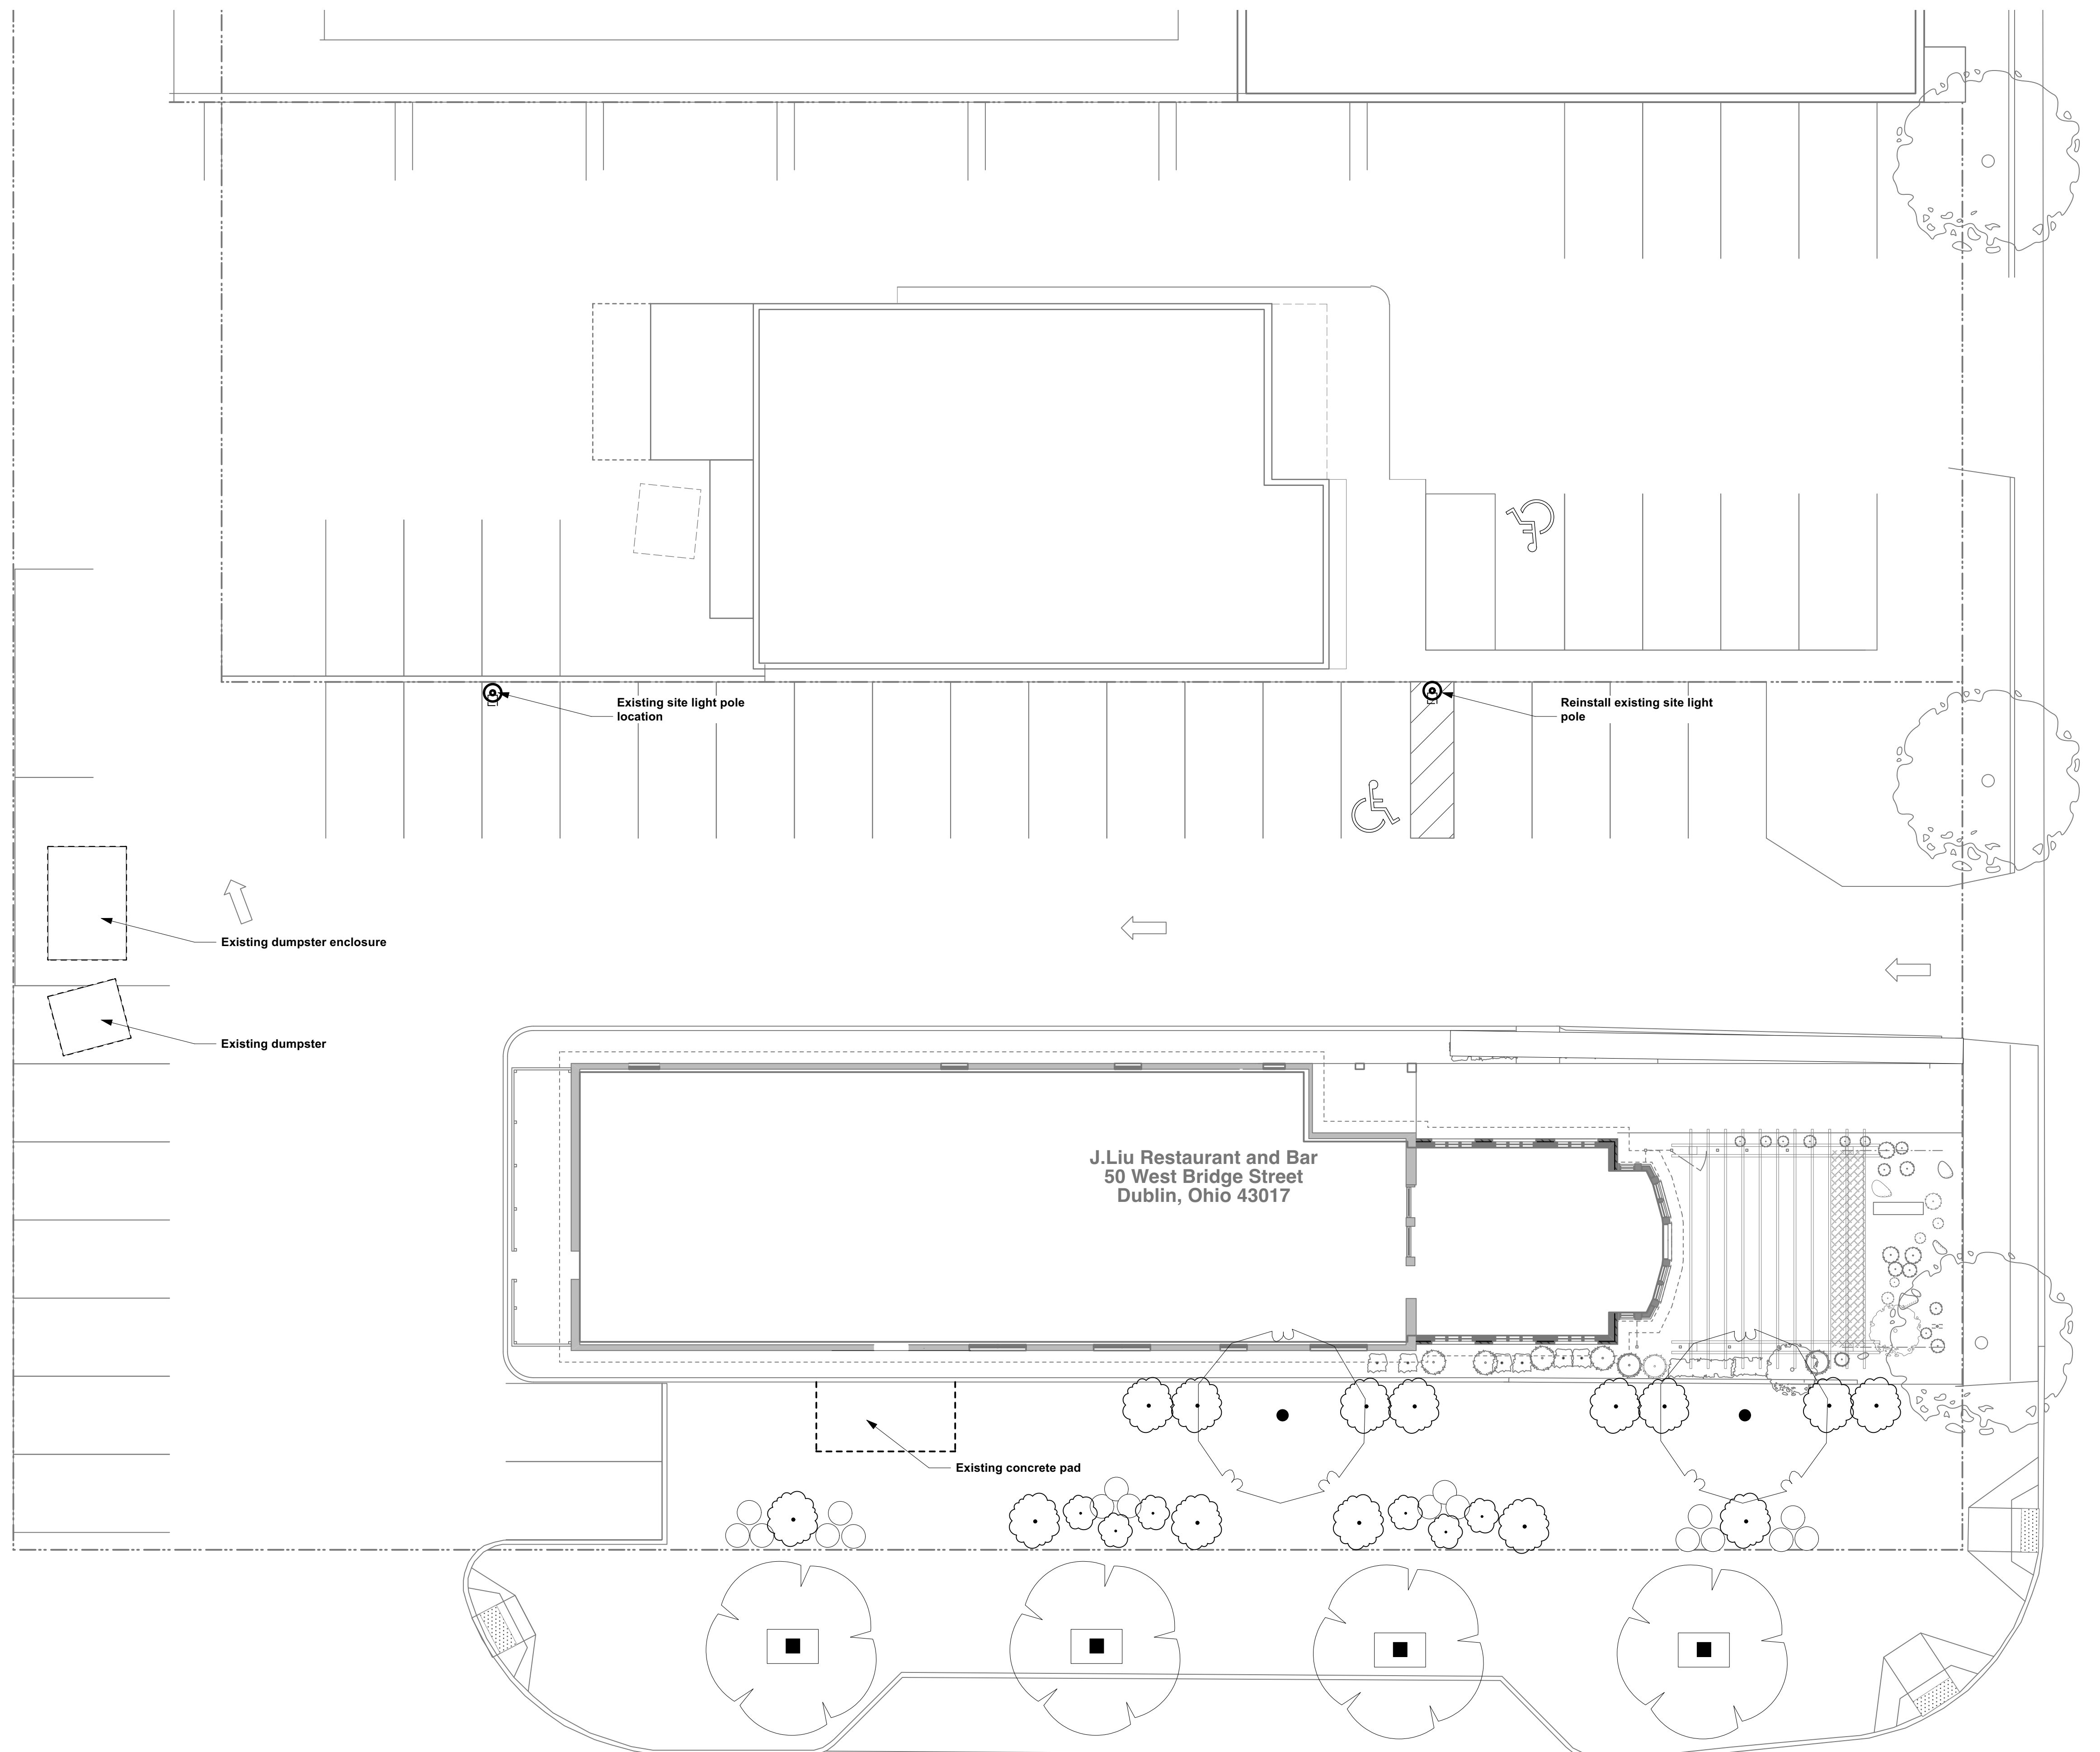 Existing site light pole
location
Reinstall existing site light
pole
Existing dumpster enclosure
Existing dumpster
J.Liu Restaurant and Bar
50 West Bridge Street
Dublin, Ohio 43017
Existing concrete pad